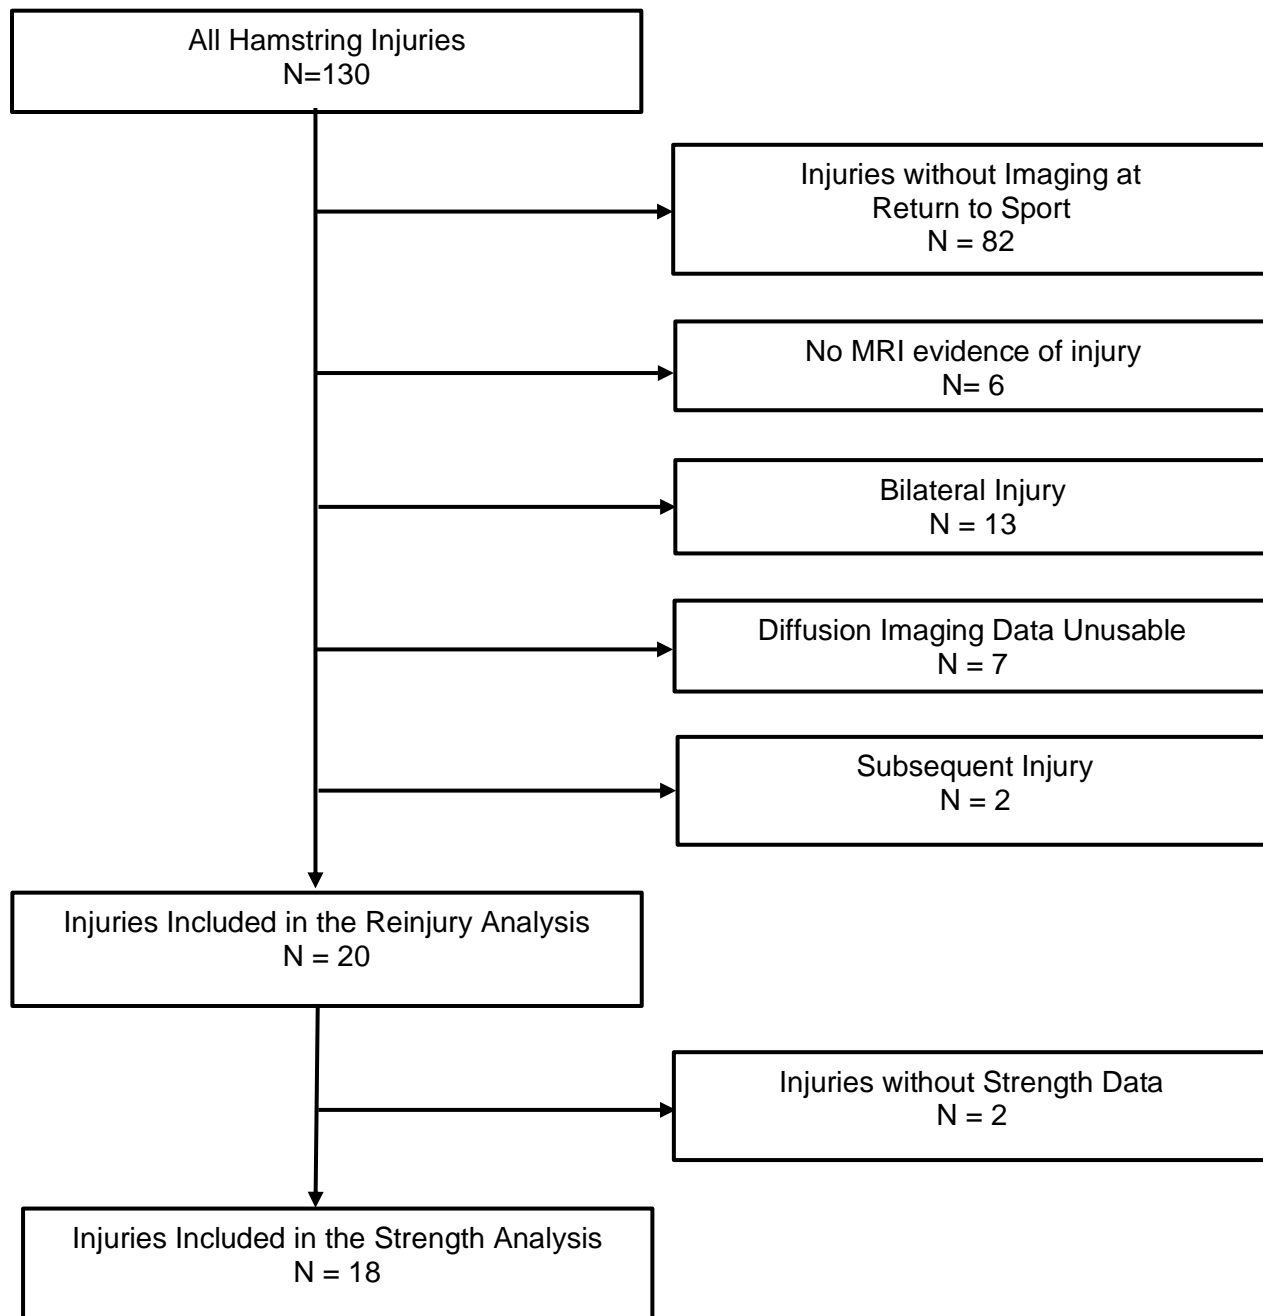 All Hamstring Injuries
N=130
Injuries without Imaging at
Return to Sport
N = 82
No MRI evidence of injury
N= 6
Bilateral Injury
N = 13
Diffusion Imaging Data Unusable
N = 7
Subsequent Injury
N = 2
Injuries Included in the Reinjury Analysis
N = 20
Injuries without Strength Data
N = 2
Injuries Included in the Strength Analysis
N = 18